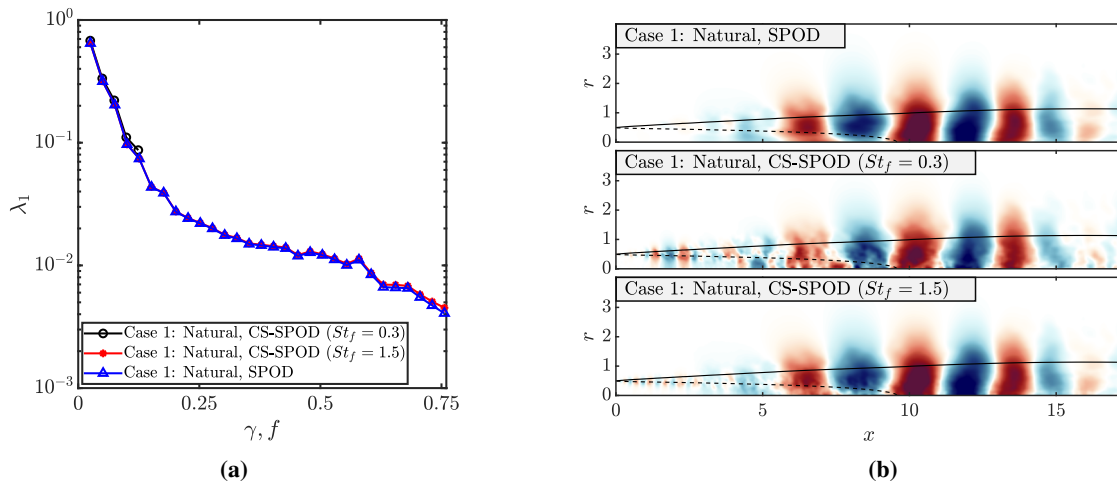 10^0
10^{-1}
10^{-2}
10^{-3}
λ_1
Case 1: Natural, CS-SPOD (St_f = 0.3)
Case 1: Natural, CS-SPOD (St_f = 1.5)
Case 1: Natural, SPOD
0 0.25 0.5 0.75
γ, f
(a)
Case 1: Natural, SPOD
3
2
1
0
r
Case 1: Natural, CS-SPOD (St_f = 0.3)
3
2
1
0
r
Case 1: Natural, CS-SPOD (St_f = 1.5)
3
2
1
0
r
0 5 10 15
x
(b)